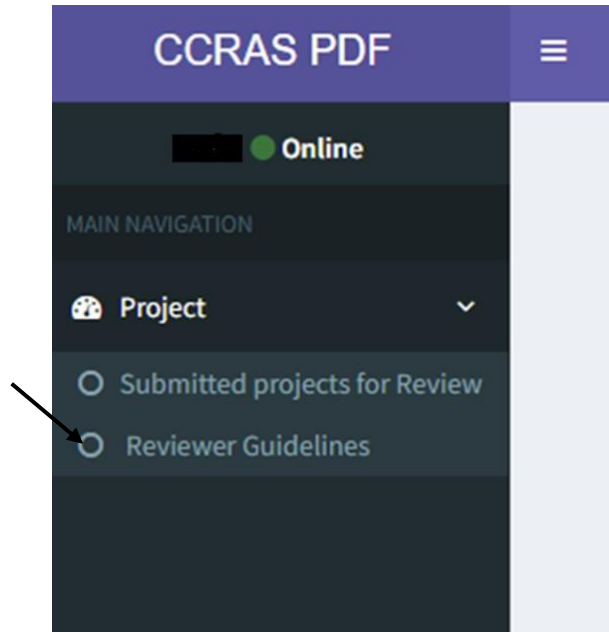 CCRAS PDF
Online
MAIN NAVIGATION
Project
Submitted projects for Review
Reviewer Guidelines